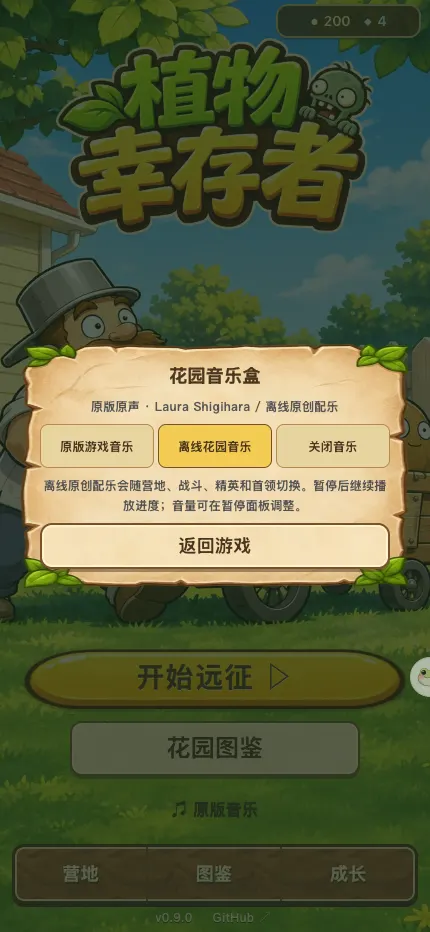 ● 200 ◆ 4
植物
幸存者
花园音乐盒
原版原声 · Laura Shigihara / 离线原创配乐
原版游戏音乐 离线花园音乐 关闭音乐
离线原创配乐会随营地、战斗、精英和首领切换。暂停后继续播
放进度；音量可在暂停面板调整。
返回游戏
开始远征 ▷
花园图鉴
♫ 原版音乐
营地 图鉴 成长
v0.9.0 GitHub ↗